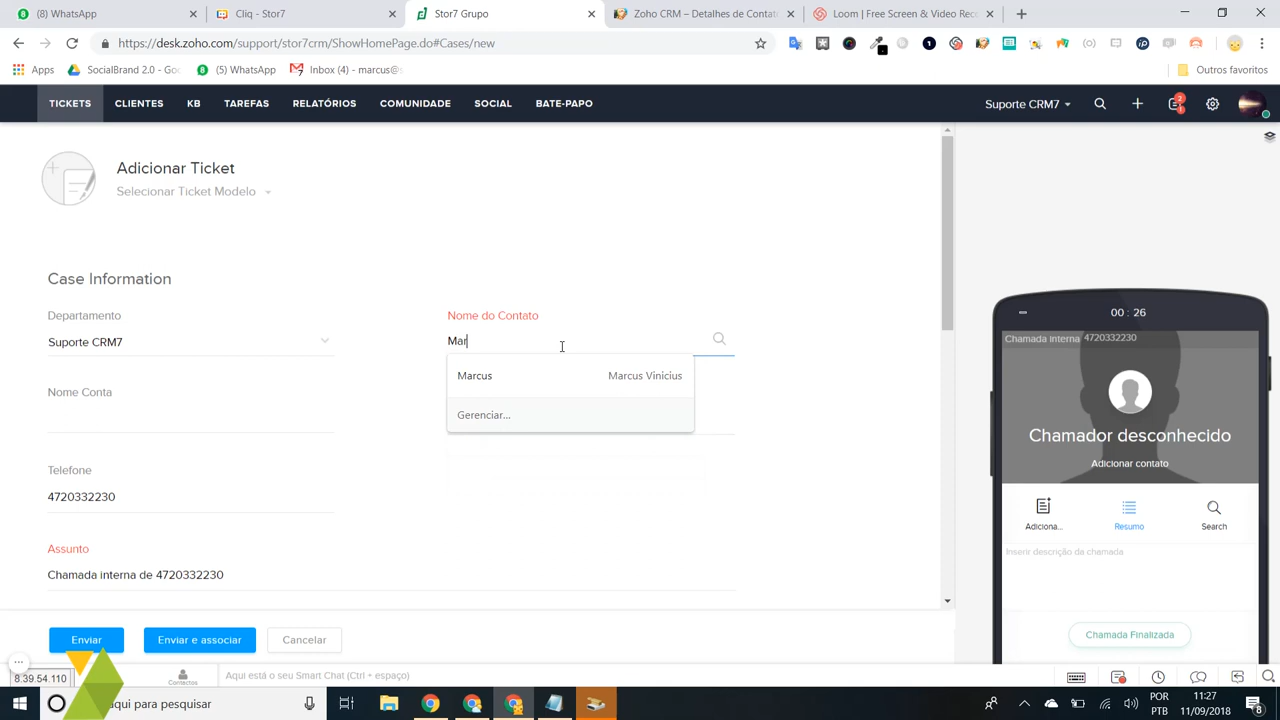 (8) WhatsApp
Cliq - Stor7
Stor7 Grupo
Zoho CRM – Detalhes de Contat
Loom | Free Screen & Video Rec
https://desk.zoho.com/support/stor7crm/ShowHomePage.do#Cases/new
Apps
SocialBrand 2.0 - Go
(5) WhatsApp
Inbox (4) - marcus@s
Outros favoritos
TICKETS
CLIENTES
KB
TAREFAS
RELATÓRIOS
COMUNIDADE
SOCIAL
BATE-PAPO
Suporte CRM7
2
1
Adicionar Ticket
Selecionar Ticket Modelo
Case Information
Departamento
Suporte CRM7
Nome do Contato
Mar
Marcus Marcus Vinicius
Gerenciar...
Nome Conta
Telefone
4720332230
Assunto
Chamada interna de 4720332230
Enviar
Enviar e associar
Cancelar
00 : 26
Chamada Interna 4720332230
Chamador desconhecido
Adicionar contato
Adiciona...
Resumo
Search
Inserir descrição da chamada
Chamada Finalizada
8.39.54.110
Contactos
Aqui está o seu Smart Chat (Ctrl + espaço)
aqui para pesquisar
POR
PTB
11:27
11/09/2018
8